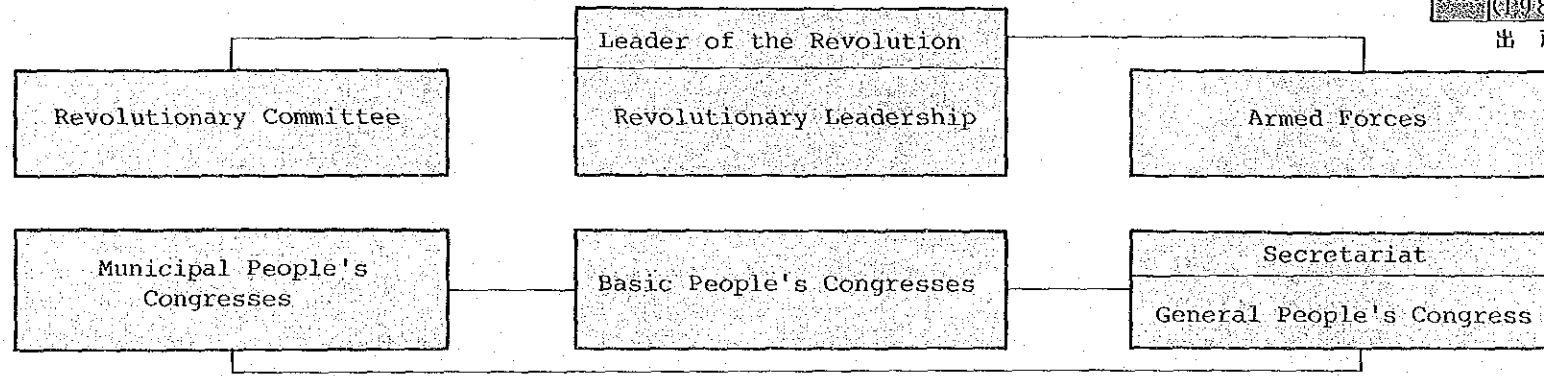 Leader of the Revolution
Revolutionary Committee
Revolutionary Leadership
Armed Forces
Municipal People's
Congresses
Basic People's Congresses
Secretariat
General People's Congress